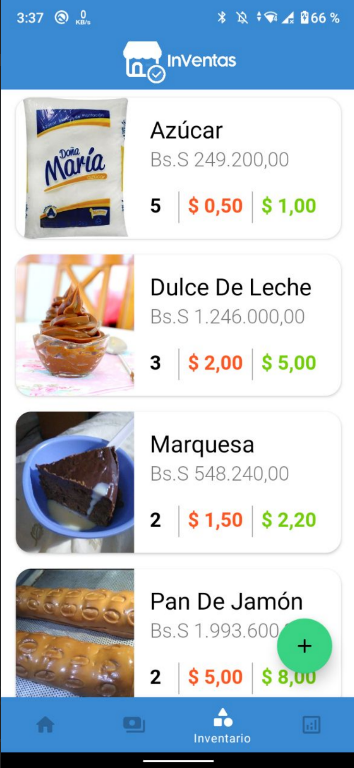 3:37 0 KB/s 66 %
InVentas
Doña
María
Azúcar
Bs.S 249.200,00
5 $ 0,50 $ 1,00
Dulce De Leche
Bs.S 1.246.000,00
3 $ 2,00 $ 5,00
Marquesa
Bs.S 548.240,00
2 $ 1,50 $ 2,20
Pan De Jamón
Bs.S 1.993.600
2 $ 5,00 $ 8,00
Inventario